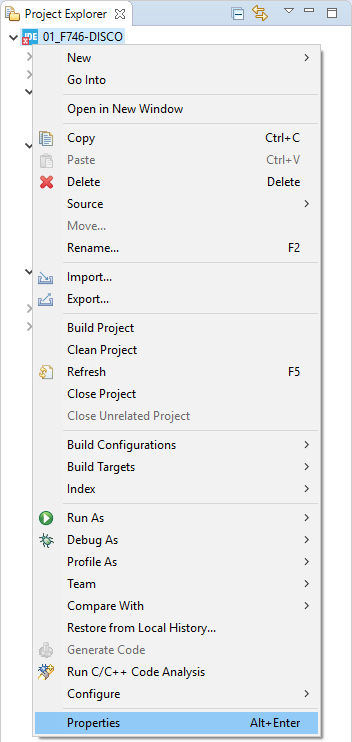 Project Explorer
IDE 01_F746-DISCO
New
Go Into
Open in New Window
Copy Ctrl+C
Paste Ctrl+V
Delete Delete
Source
Move...
Rename... F2
Import...
Export...
Build Project
Clean Project
Refresh F5
Close Project
Close Unrelated Project
Build Configurations
Build Targets
Index
Run As
Debug As
Profile As
Team
Compare With
Restore from Local History...
Generate Code
Run C/C++ Code Analysis
Configure
Properties Alt+Enter